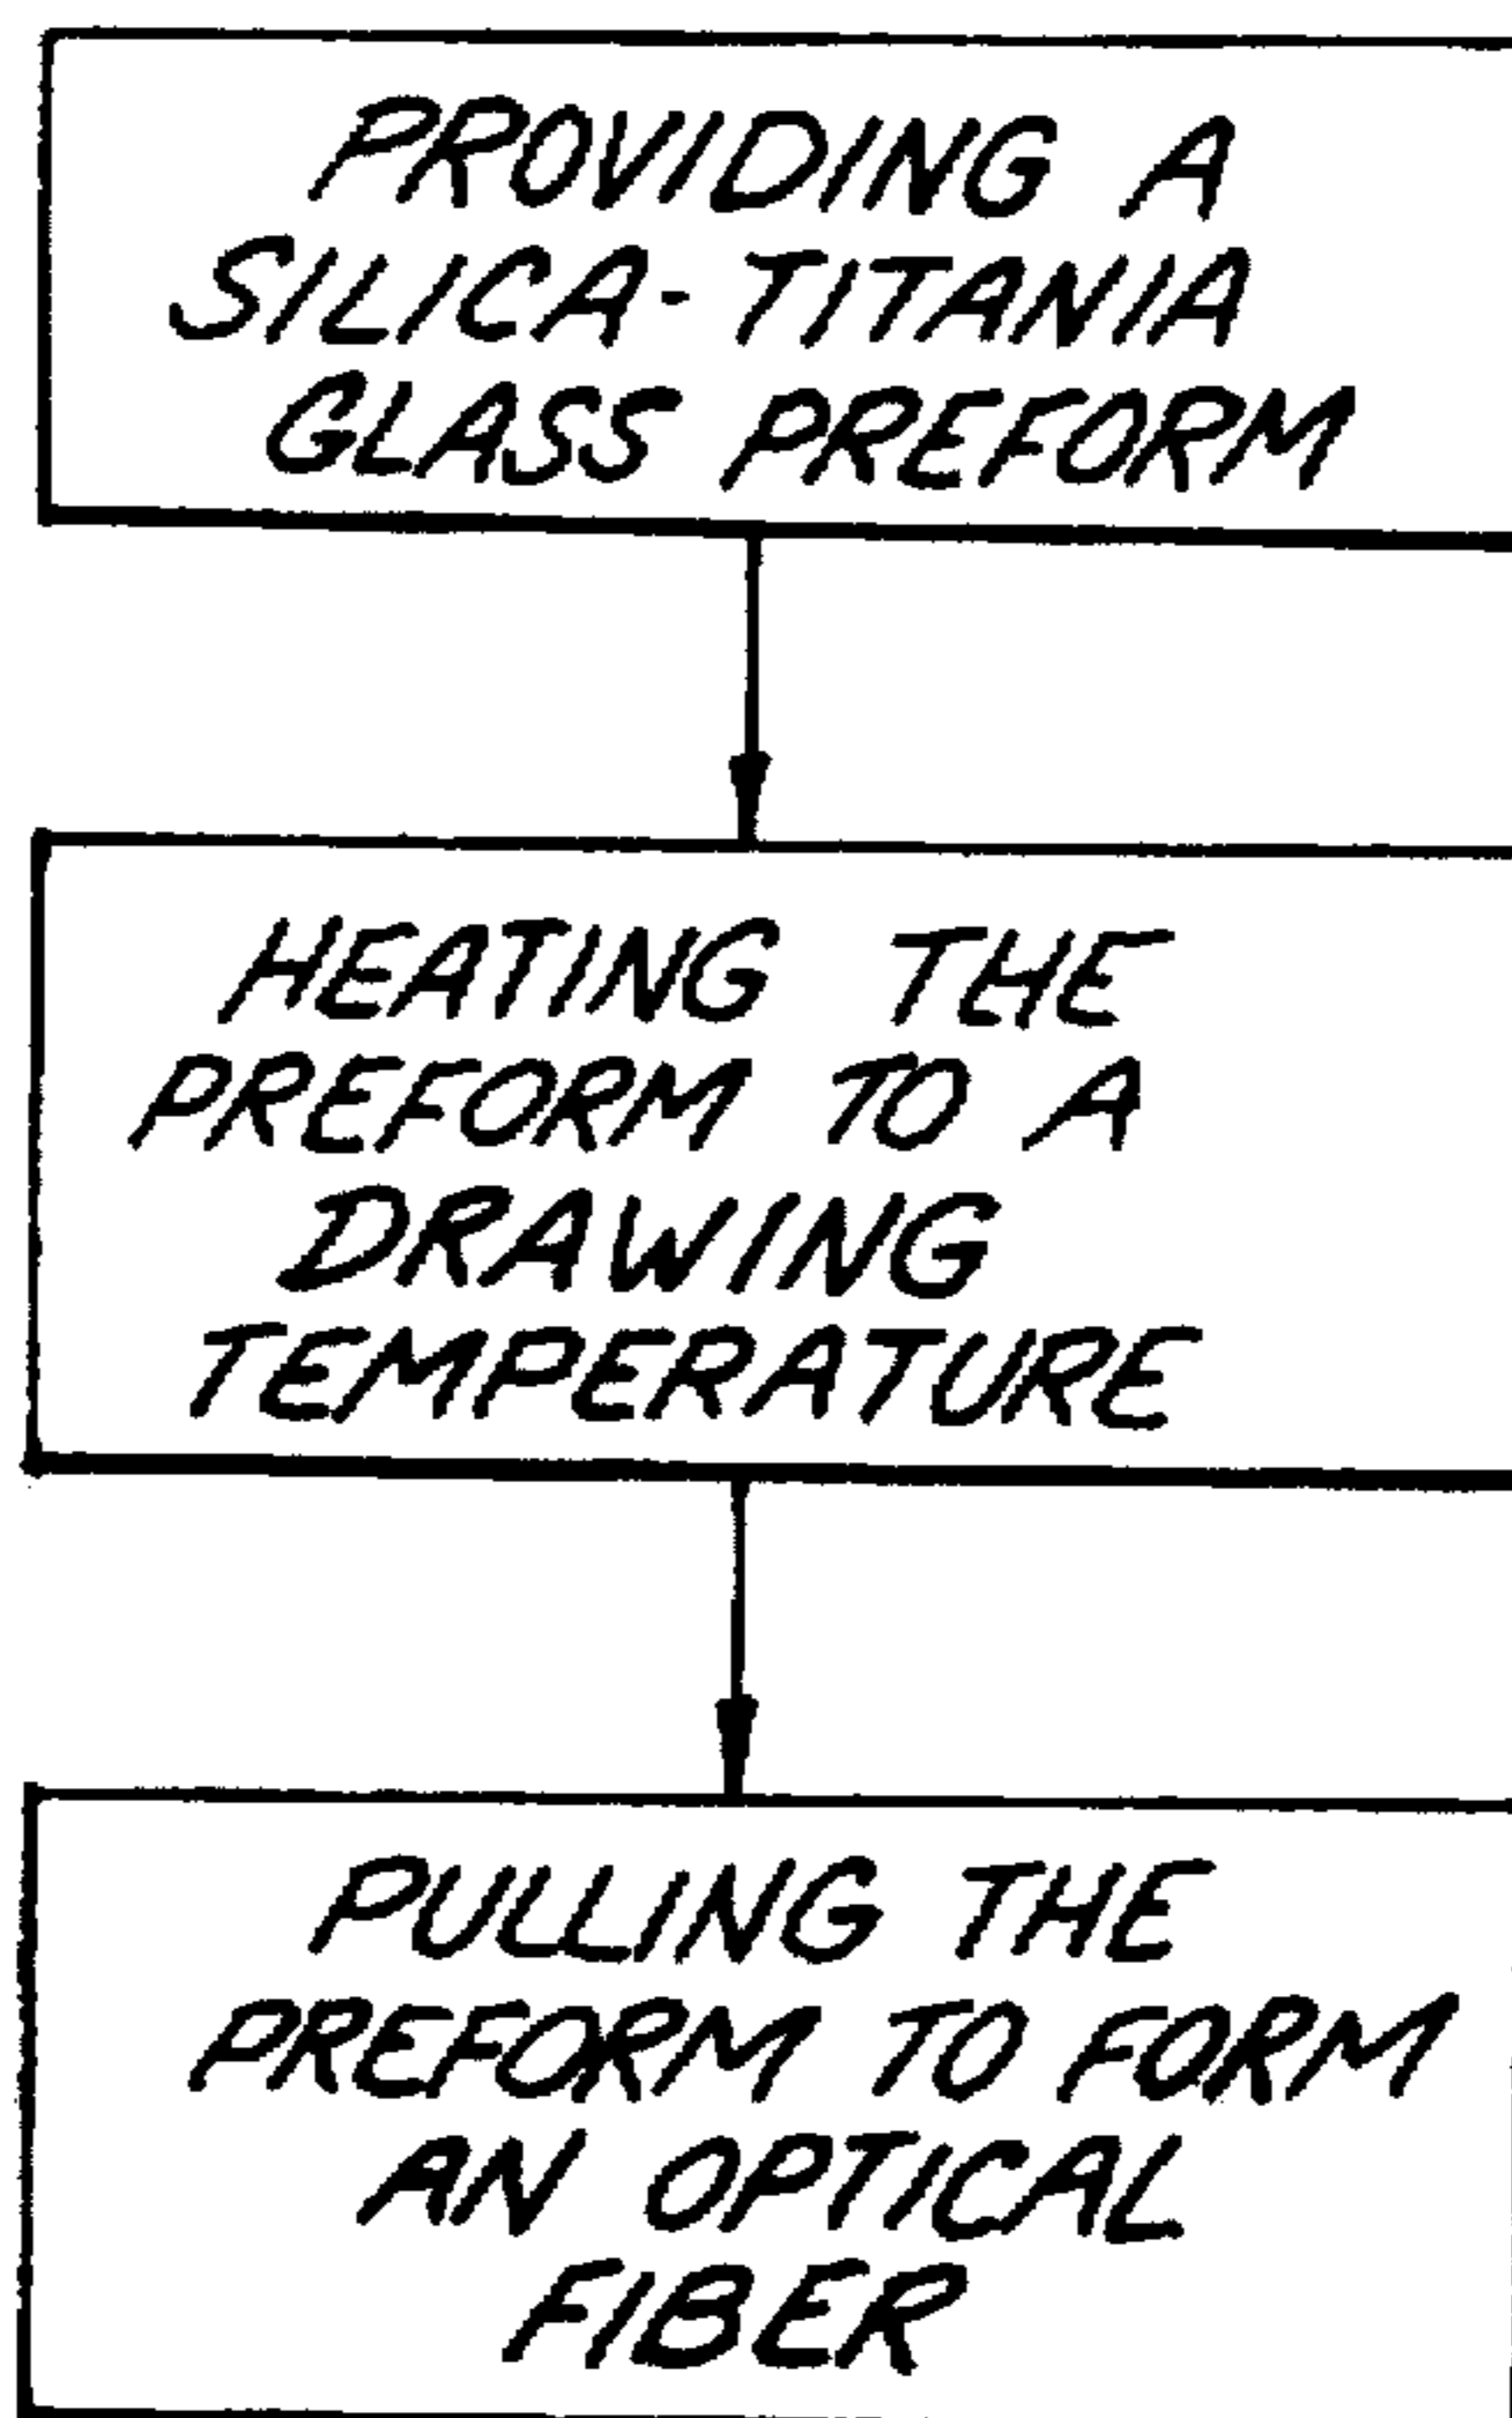 PROVIDING A
SILICA-TITANIA
GLASS PREFORM
HEATING THE
PREFORM TO A
DRAWING
TEMPERATURE
PULLING THE
PREFORM TO FORM
AN OPTICAL
FIBER